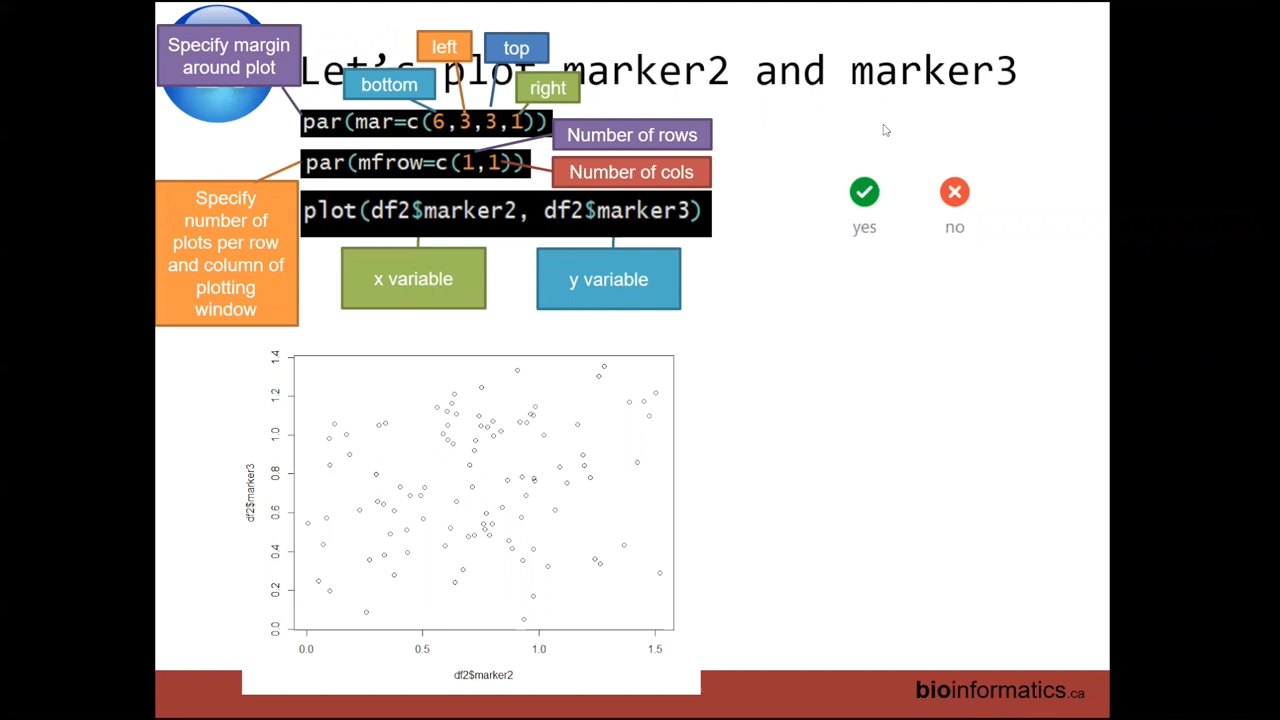 Let's plot marker2 and marker3
Specify margin
around plot
left
top
bottom
right
par(mar=c(6,3,3,1))
Number of rows
par(mfrow=c(1,1))
Number of cols
Specify
number of
plots per row
and column of
plotting
window
plot(df2$marker2, df2$marker3)
x variable
y variable
yes
no
1.4
1.2
1.0
0.8
0.6
0.4
0.2
0.0
df2$marker3
0.0 0.5 1.0 1.5
df2$marker2
bioinformatics.ca